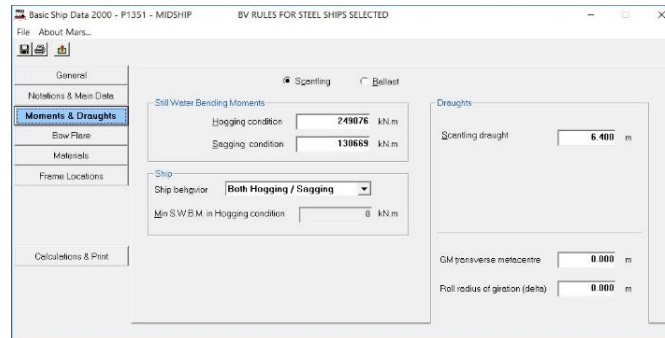 Basic Ship Data 2000 - P1351 - MIDSHIP BV RULES FOR STEEL SHIPS SELECTED
File About Mars...
General
Notations & Main Data
Moments & Draughts
Bow Flare
Materials
Frame Locations
Calculations & Print
Scantling Ballast
Still Water Bending Moments
Hogging condition 249076 kN.m
Sagging condition 130669 kN.m
Ship
Ship behavior Both Hogging / Sagging
Min S.W.B.M. in Hogging condition 0 kN.m
Draughts
Scantling draught 6.400 m
GM transverse metacentre 0.000 m
Roll radius of giration (delta) 0.000 m